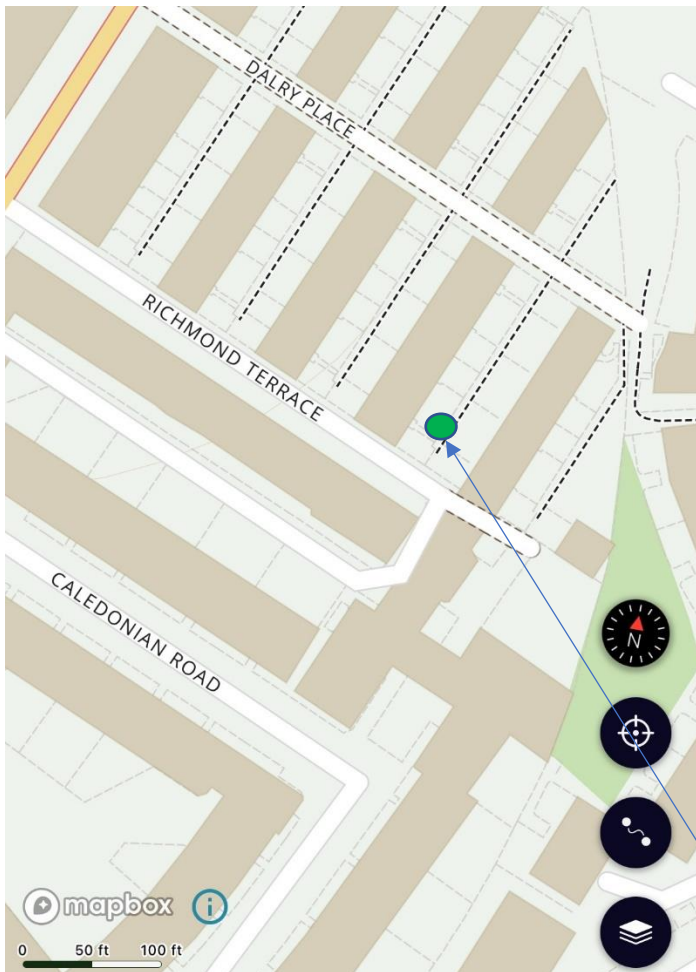 DALRY PLACE
RICHMOND TERRACE
CALEDONIAN ROAD
N
mapbox
i
0 50 ft 100 ft